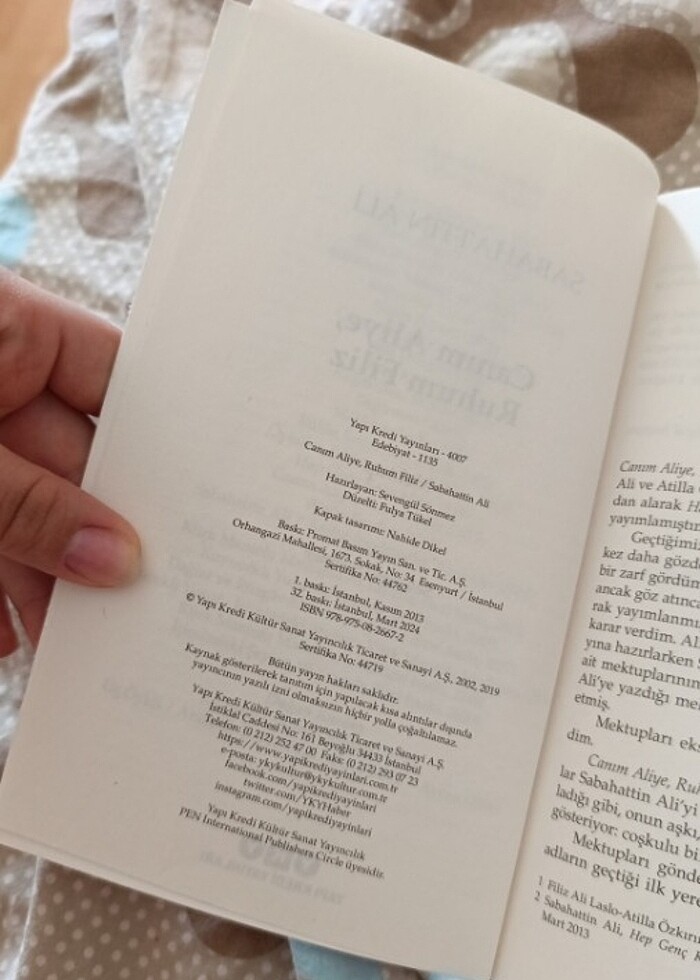 Yapı Kredi Yayınları - 4007
Edebiyat - 1135
Canım Aliye, Ruhum Filiz / Sabahattin Ali
Hazırlayan: Sevengül Sönmez
Düzelti: Fulya Tükel
Kapak tasarımı: Nahide Dikel
Baskı: Promat Basım Yayın San. ve Tic. A.Ş.
Orhangazi Mahallesi, 1673. Sokak, No: 34 Esenyurt / İstanbul
Sertifika No: 44762
1. baskı: İstanbul, Kasım 2013
32. baskı: İstanbul, Mart 2024
ISBN 978-975-08-2667-2
© Yapı Kredi Kültür Sanat Yayıncılık Ticaret ve Sanayi A.Ş., 2002, 2019
Sertifika No: 44719
Bütün yayın hakları saklıdır.
Kaynak gösterilerek tanıtım için yapılacak kısa alıntılar dışında
yayıncının yazılı izni olmaksızın hiçbir yolla çoğaltılamaz.
Yapı Kredi Kültür Sanat Yayıncılık Ticaret ve Sanayi A.Ş.
İstiklal Caddesi No: 161 Beyoğlu 34433 İstanbul
Telefon: (0 212) 252 47 00 Faks: (0 212) 293 07 23
https://www.yapikrediyayinlari.com.tr
e-posta: ykykultur@ykykultur.com.tr
facebook.com/yapikrediyayinlari
twitter.com/YKYHaber
instagram.com/yapikrediyayinlari
Yapı Kredi Kültür Sanat Yayıncılık
PEN International Publishers Circle üyesidir.
Canım Aliye,
Ali ve Atilla
dan alarak
yayımlamıştır
Geçtiğimiz
kez daha gözd
bir zarf gördüm
ancak göz atınca
rak yayımlanmı
karar verdim. Ali
yına hazırlarken
ait mektuplarının
Ali'ye yazdığı me
etmiş.
Mektupları eks
dim.
Canım Aliye, Ruh
lar Sabahattin Ali'yi
ladığı gibi, onun aşkı,
gösteriyor: coşkulu bi
Mektupları gönde
adların geçtiği ilk yere
1 Filiz Ali Laslo-Atilla Özkırı
2 Sabahattin Ali, Hep Genç
Mart 2013